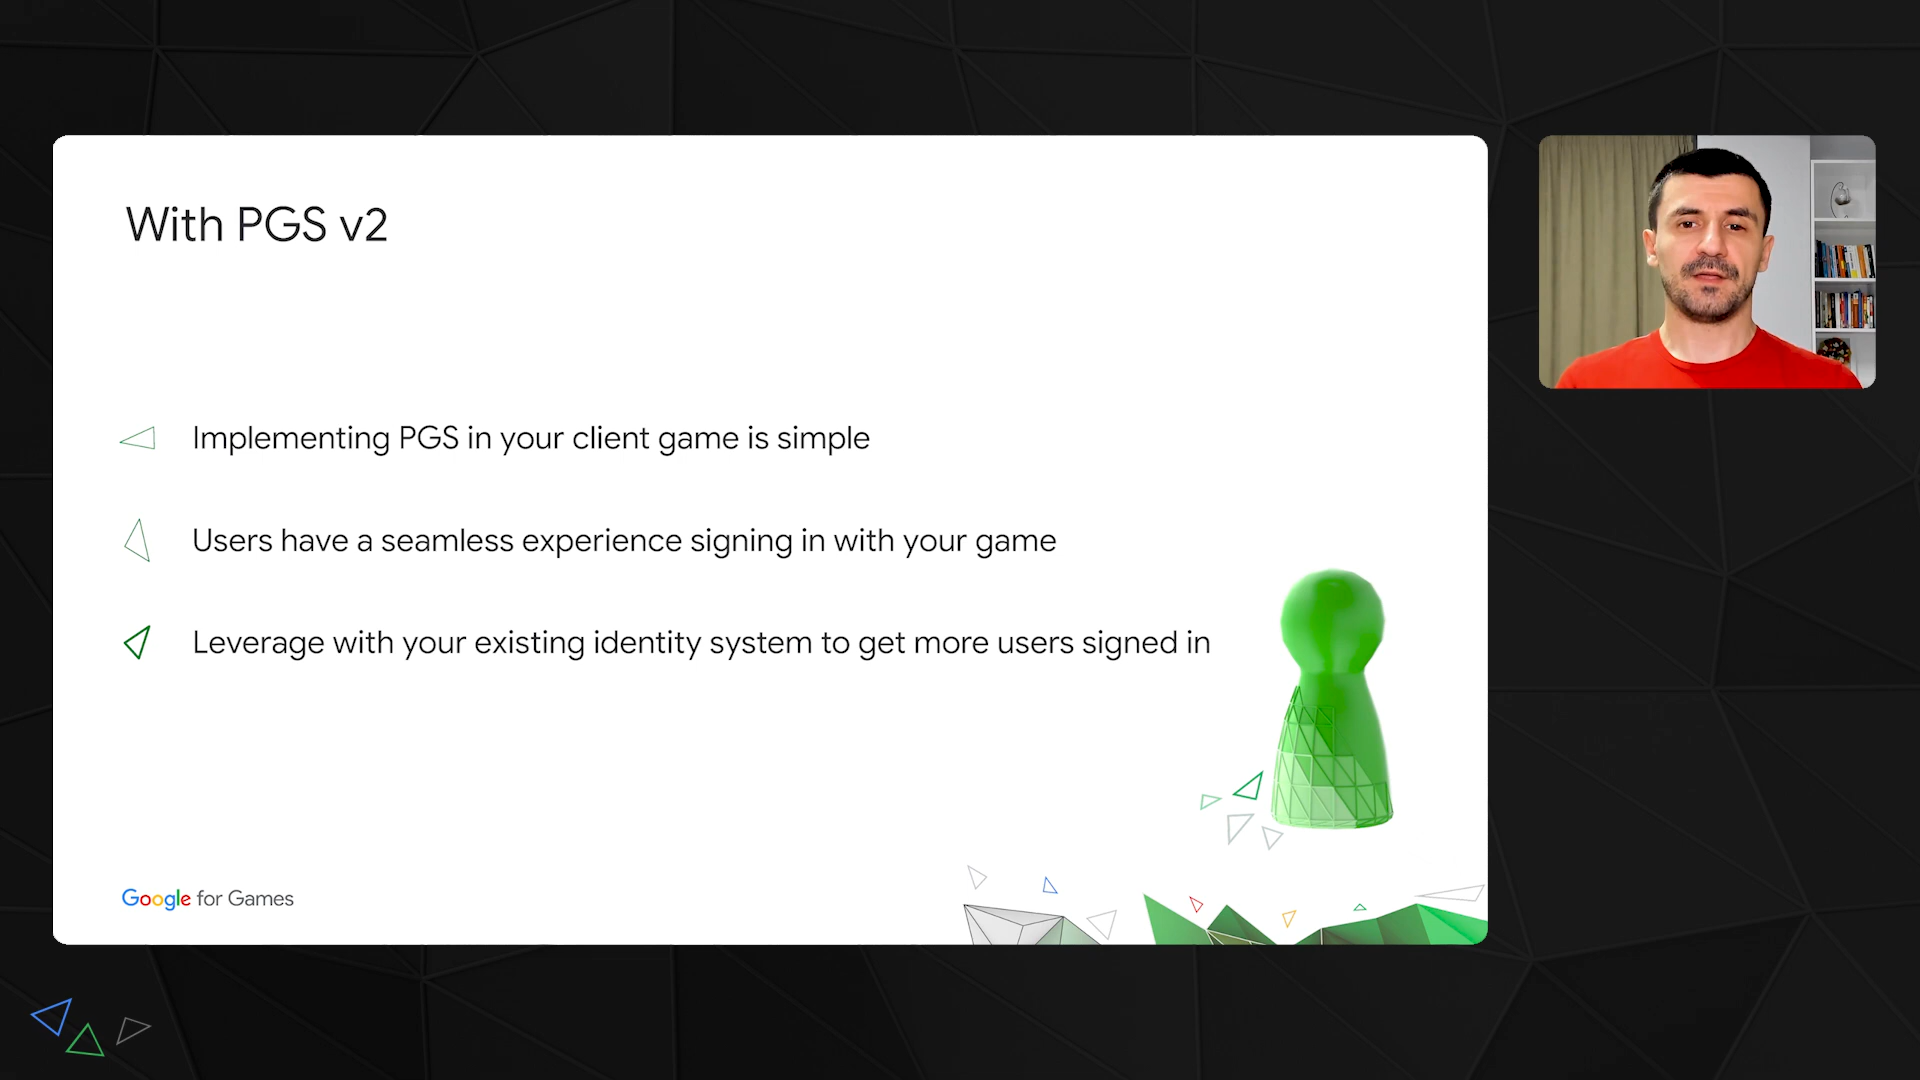 With PGS v2
Implementing PGS in your client game is simple
Users have a seamless experience signing in with your game
Leverage with your existing identity system to get more users signed in
Google for Games